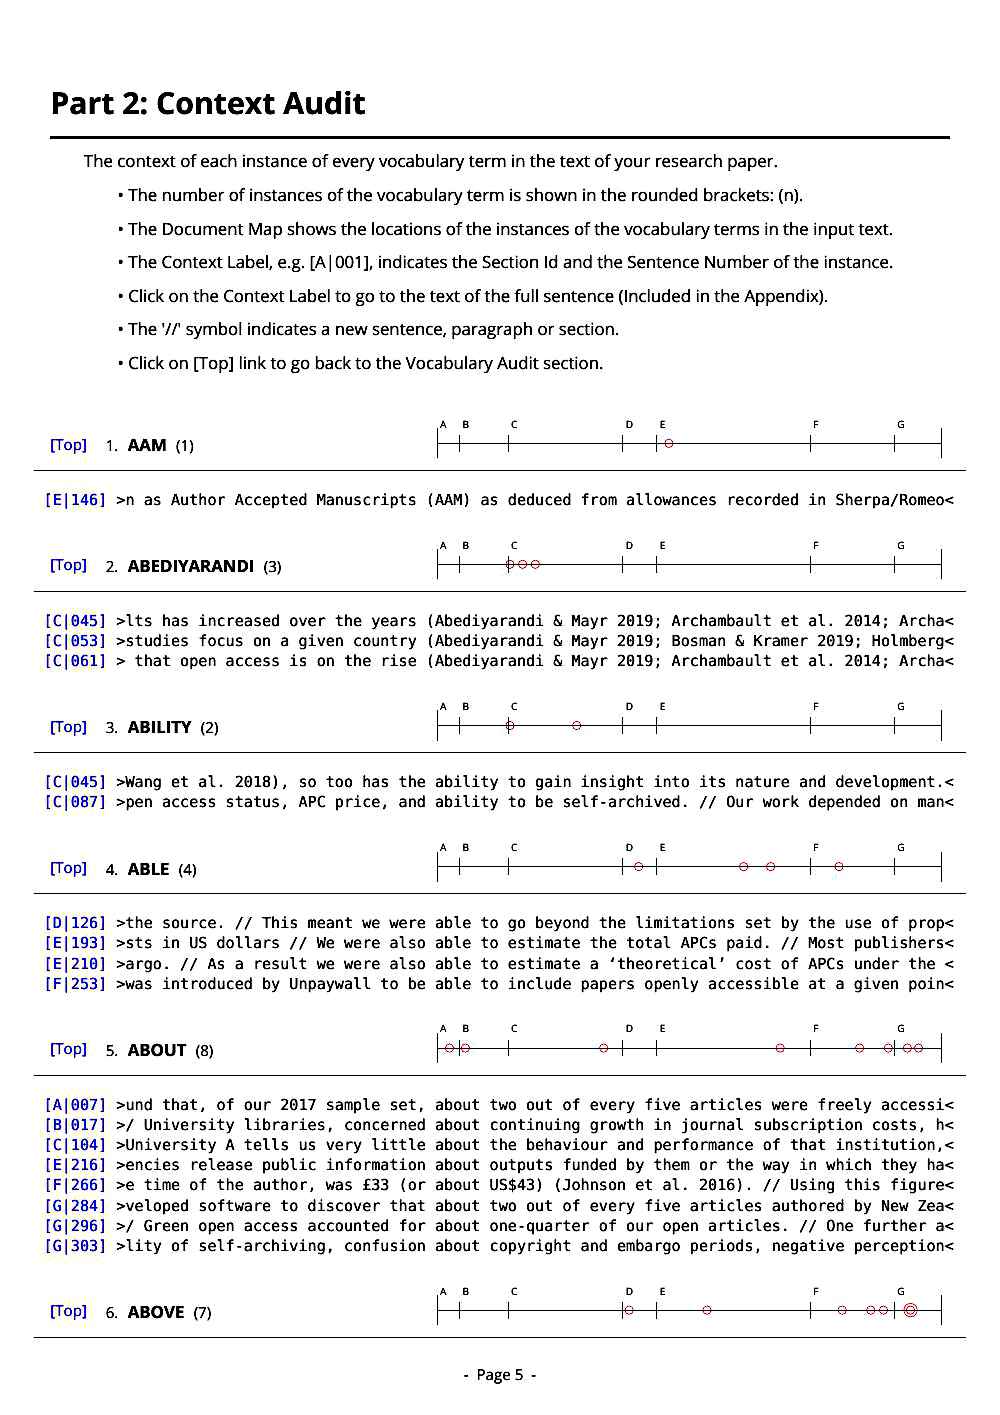 Part 2: Context Audit
The context of each instance of every vocabulary term in the text of your research paper.
• The number of instances of the vocabulary term is shown in the rounded brackets: (n).
• The Document Map shows the locations of the instances of the vocabulary terms in the input text.
• The Context Label, e.g. [A|001], indicates the Section Id and the Sentence Number of the instance.
• Click on the Context Label to go to the text of the full sentence (Included in the Appendix).
• The '//' symbol indicates a new sentence, paragraph or section.
• Click on [Top] link to go back to the Vocabulary Audit section.
A B C D E F G
[Top] 1. AAM (1)
[E|146] >n as Author Accepted Manuscripts (AAM) as deduced from allowances recorded in Sherpa/Romeo<
A B C D E F G
[Top] 2. ABEDIYARANDI (3)
[C|045] >lts has increased over the years (Abediyarandi & Mayr 2019; Archambault et al. 2014; Archa<
[C|053] >studies focus on a given country (Abediyarandi & Mayr 2019; Bosman & Kramer 2019; Holmberg<
[C|061] > that open access is on the rise (Abediyarandi & Mayr 2019; Archambault et al. 2014; Archa<
A B C D E F G
[Top] 3. ABILITY (2)
[C|045] >Wang et al. 2018), so too has the ability to gain insight into its nature and development.<
[C|087] >pen access status, APC price, and ability to be self-archived. // Our work depended on man<
A B C D E F G
[Top] 4. ABLE (4)
[D|126] >the source. // This meant we were able to go beyond the limitations set by the use of prop<
[E|193] >sts in US dollars // We were also able to estimate the total APCs paid. // Most publishers<
[E|210] >argo. // As a result we were also able to estimate a ‘theoretical’ cost of APCs under the <
[F|253] >was introduced by Unpaywall to be able to include papers openly accessible at a given poin<
A B C D E F G
[Top] 5. ABOUT (8)
[A|007] >und that, of our 2017 sample set, about two out of every five articles were freely accessi<
[B|017] >/ University libraries, concerned about continuing growth in journal subscription costs, h<
[C|104] >University A tells us very little about the behaviour and performance of that institution,<
[E|216] >encies release public information about outputs funded by them or the way in which they ha<
[F|266] >e time of the author, was £33 (or about US$43) (Johnson et al. 2016). // Using this figure<
[G|284] >veloped software to discover that about two out of every five articles authored by New Zea<
[G|296] >/ Green open access accounted for about one-quarter of our open articles. // One further a<
[G|303] >lity of self-archiving, confusion about copyright and embargo periods, negative perception<
A B C D E F G
[Top] 6. ABOVE (7)
- Page 5 -